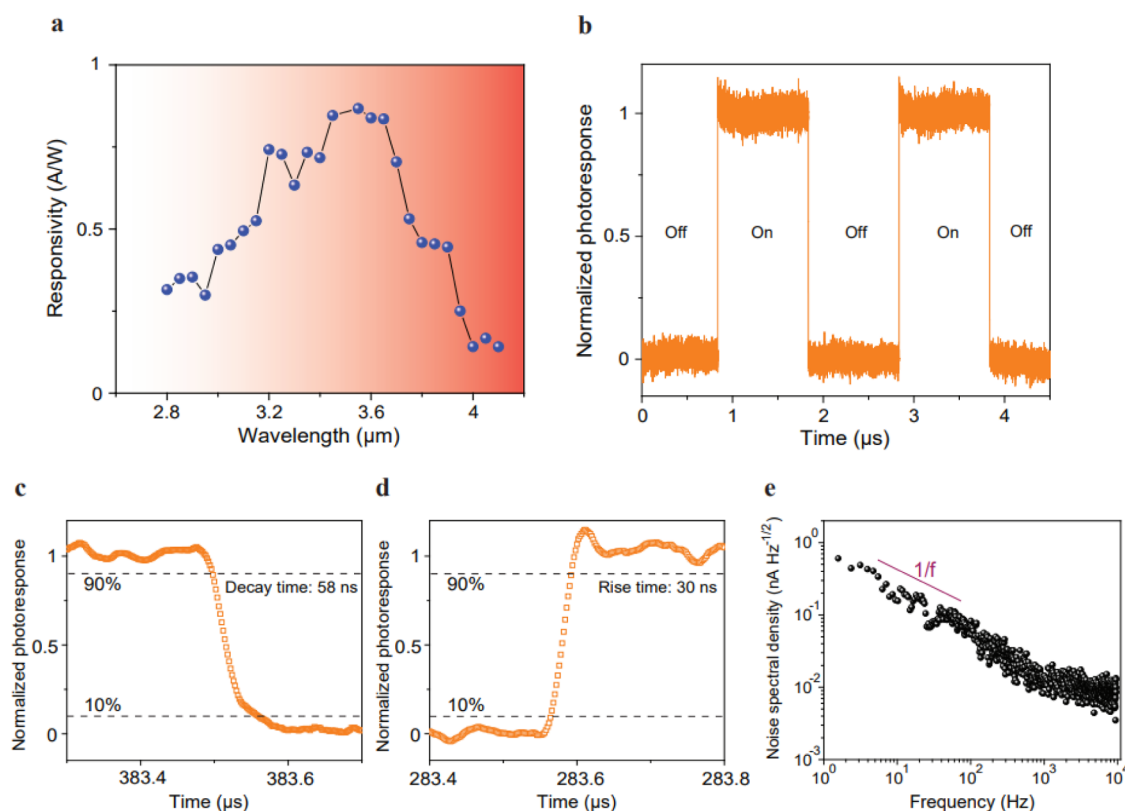 a
1
0.5
0
Responsivity (A/W)
2.8 3.2 3.6 4
Wavelength (µm)
b
1
0.5
0
Normalized photoresponse
Off On Off On Off
0 1 2 3 4
Time (µs)
c
1
0.5
0
Normalized photoresponse
90%
Decay time: 58 ns
10%
383.4 383.6
Time (µs)
d
1
0.5
0
Normalized photoresponse
90%
Rise time: 30 ns
10%
283.4 283.6 283.8
Time (µs)
e
Noise spectral density (nA Hz⁻¹ᐟ²)
10⁰
10⁻¹
10⁻²
10⁻³
1/f
10⁰ 10¹ 10² 10³ 10⁴
Frequency (Hz)